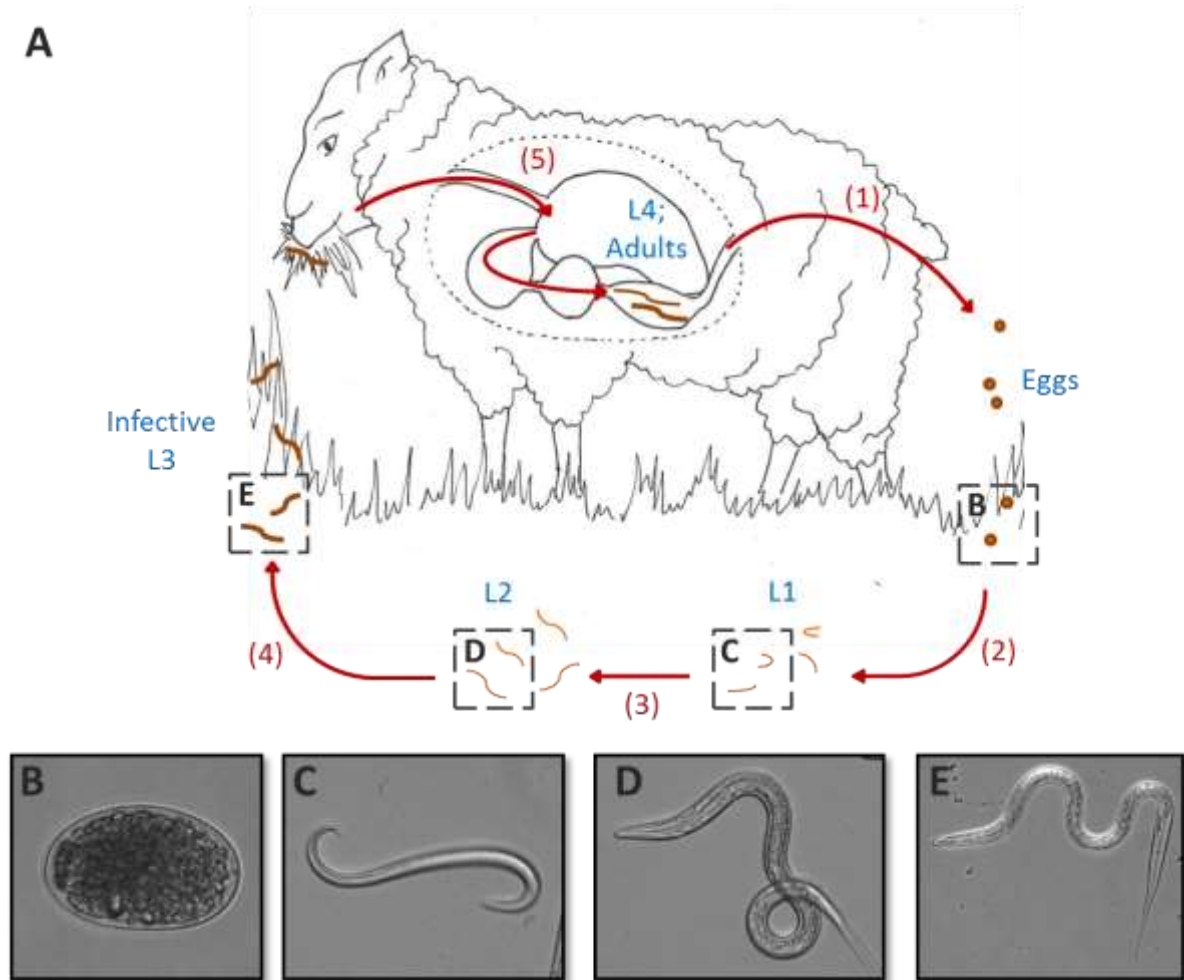 A
(5)
(1)
L4;
Adults
Eggs
Infective
L3
E
B
L2
L1
(4)
D
C
(2)
(3)
B
C
D
E